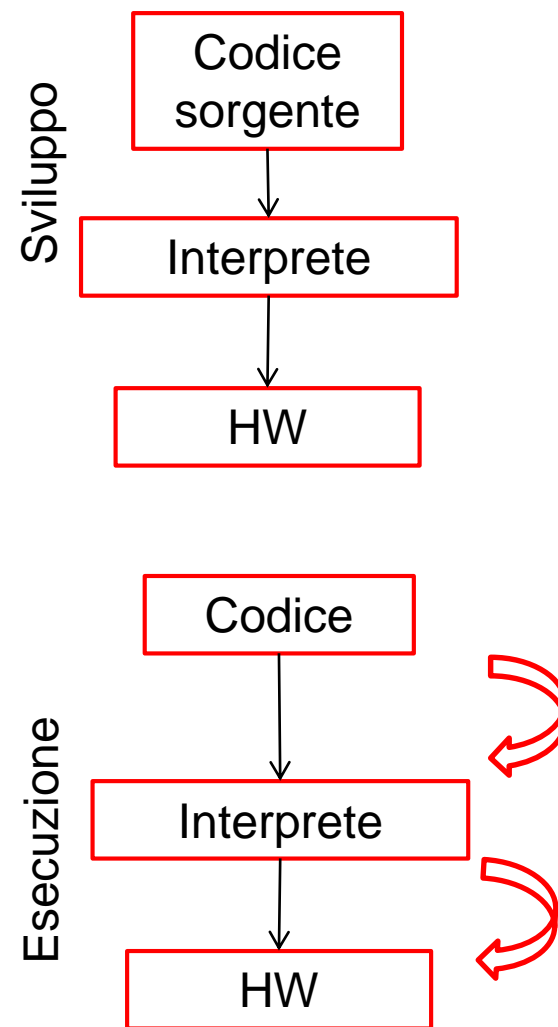 Sviluppo
Codice
sorgente
Interprete
HW
Esecuzione
Codice
Interprete
HW